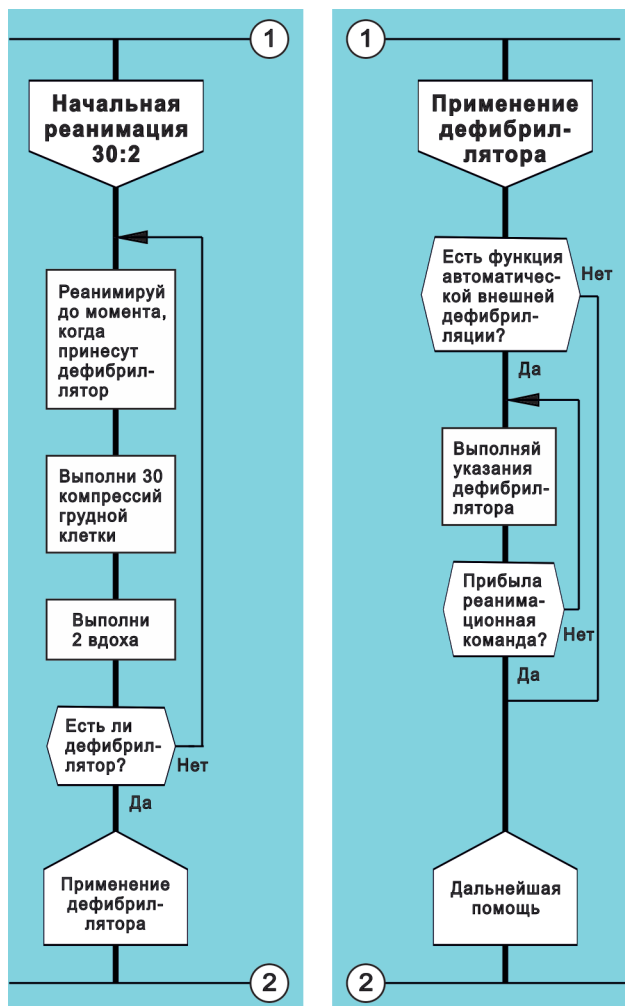 1
Начальная
реанимация
30:2
Реанимируй
до момента,
когда
принесут
дефибрил-
лятор
Выполни 30
компрессий
грудной
клетки
Выполни
2 вдоха
Есть ли
дефибрил-
лятор?
Нет
Да
Применение
дефибрил-
лятора
2
1
Применение
дефибрил-
лятора
Есть функция
автоматичес-
кой внешней
дефибрил-
ляции?
Нет
Да
Выполняй
указания
дефибрил-
лятора
Прибыла
реанима-
ционная
команда?
Нет
Да
Дальнейшая
помощь
2